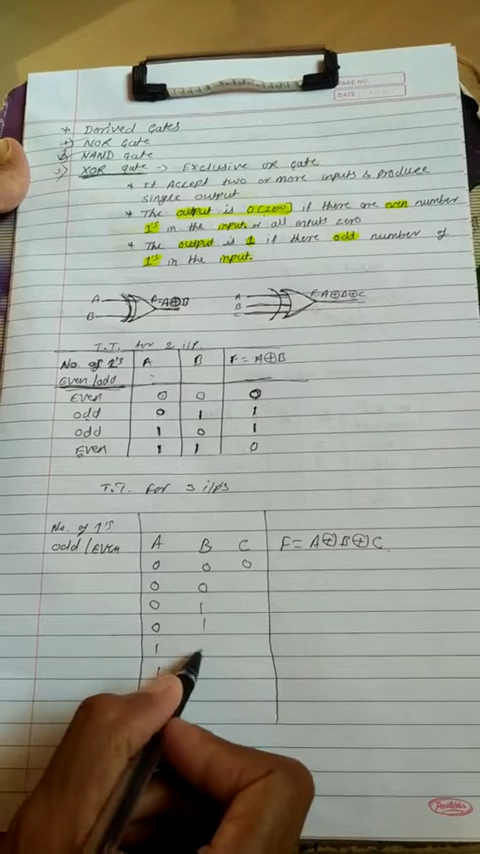 PAGE NO.
DATE
* Derived Gates
NOR Gate
NAND Gate
XOR gate -> Exclusive OR gate
* It Accept two or more inputs & produce
single output
* The output is 0(zero) if there are even number
1's in the input or all inputs zero
* The output is 1 if there odd number of
1's in the input.
A B F=A⊕B
A B C F=A⊕B⊕C
T.T. for 2 i/p.
No. of 1's A B F = A⊕B
Even/odd
Even 0 0 0
odd 0 1 1
odd 1 0 1
Even 1 1 0
T.T. For 3 i/ps
No. of 1's
odd/Even A B C F= A⊕B⊕C
0 0 0
0 0
0 1
0 1
1
1